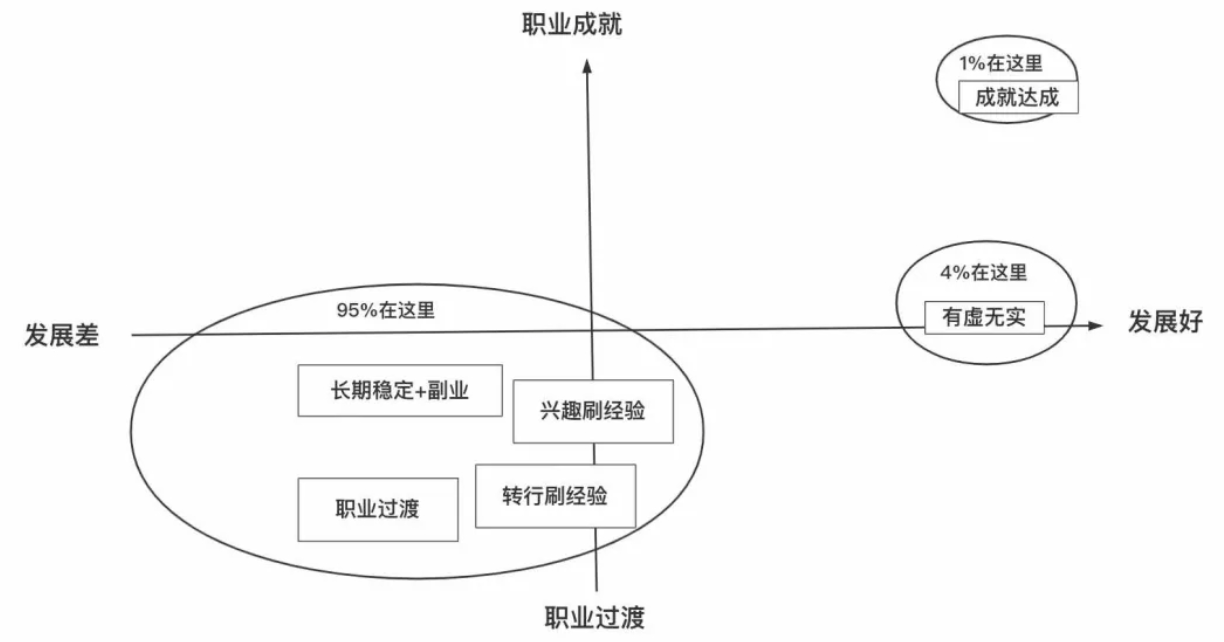 职业成就
1%在这里
成就达成
4%在这里
有虚无实
95%在这里
发展差
发展好
长期稳定+副业
兴趣刷经验
转行刷经验
职业过渡
职业过渡